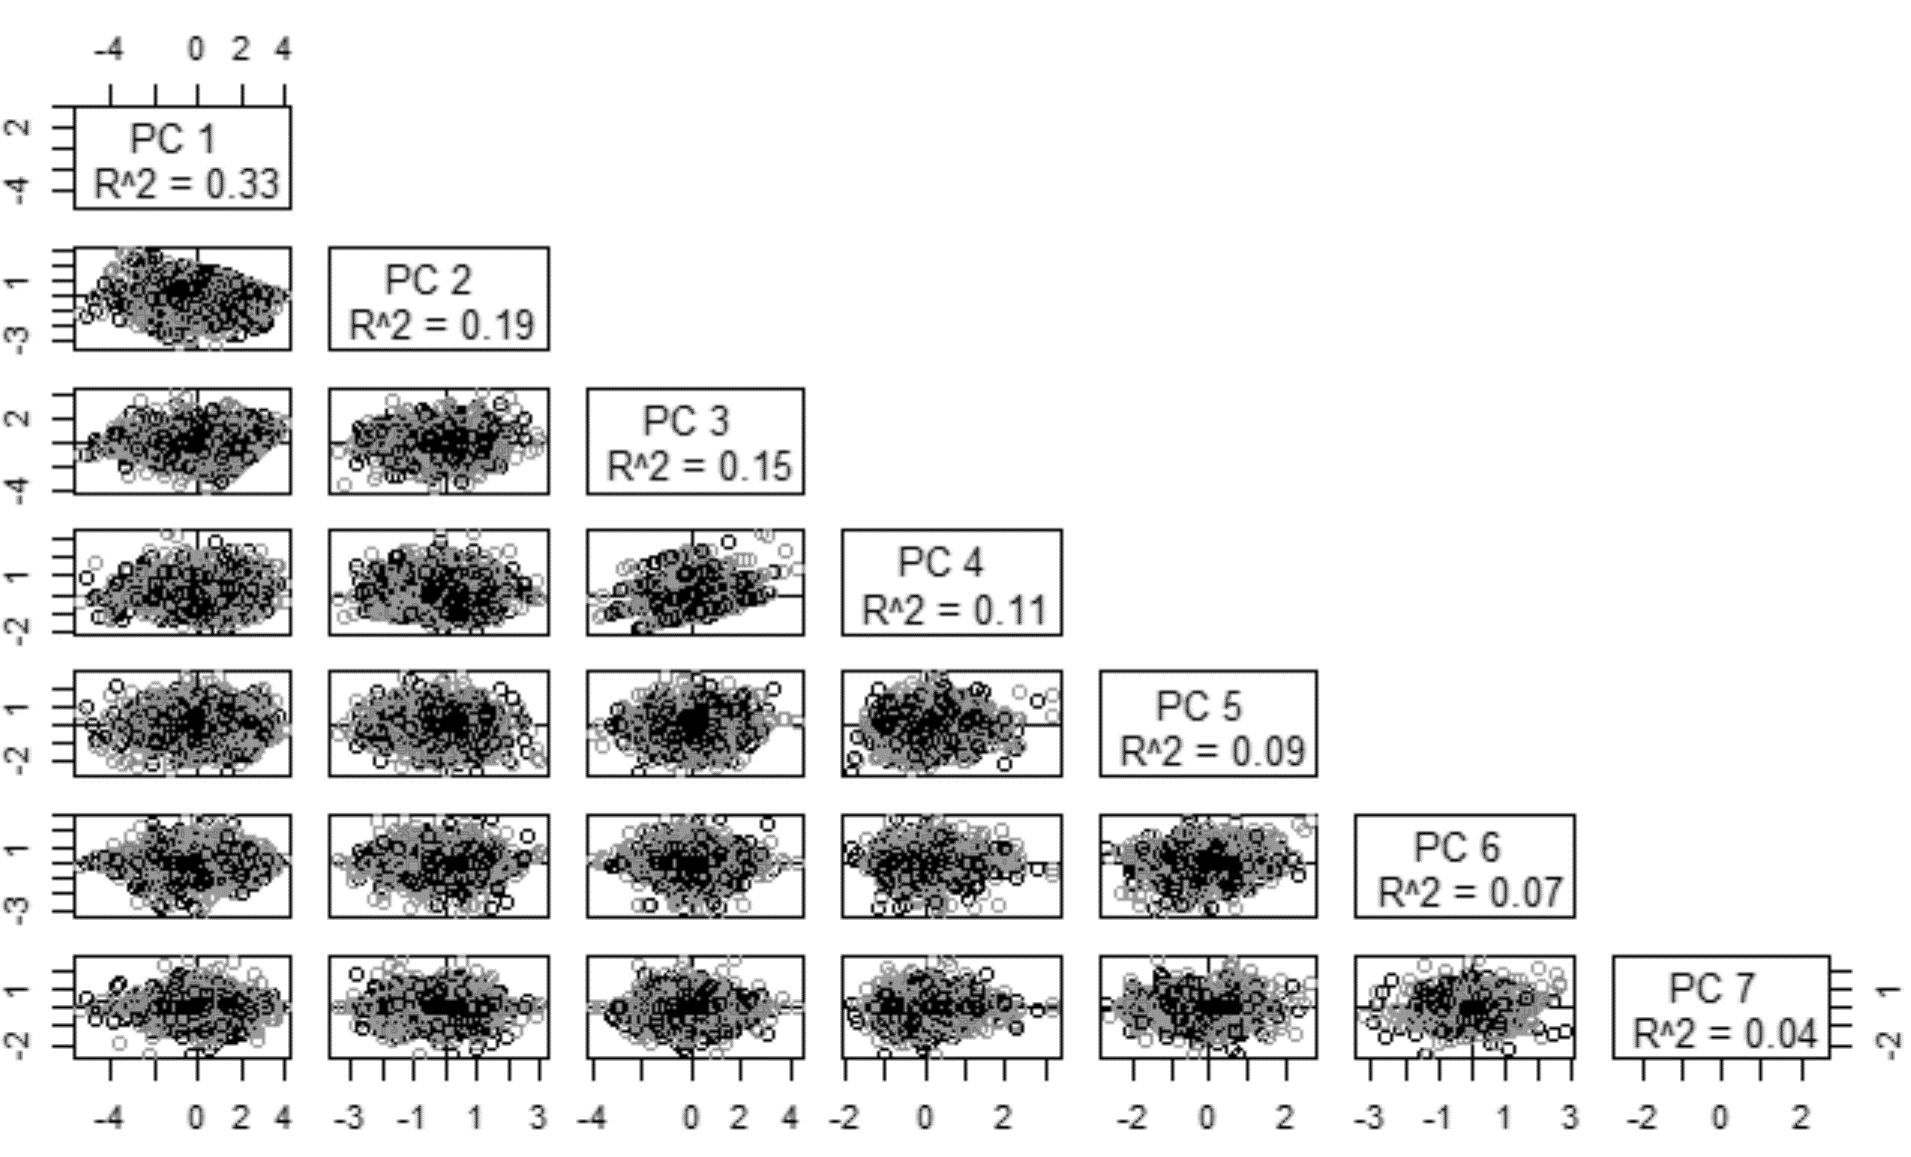 -4 0 2 4
2
-4
PC 1
R^2 = 0.33
1
-3
PC 2
R^2 = 0.19
2
-4
PC 3
R^2 = 0.15
1
-2
PC 4
R^2 = 0.11
1
-2
PC 5
R^2 = 0.09
1
-3
PC 6
R^2 = 0.07
1
-2
PC 7
R^2 = 0.04
1
-2
-4 0 2 4 -3 -1 1 3 -4 0 2 4 -2 0 2 -2 0 2 -3 -1 1 3 -2 0 2